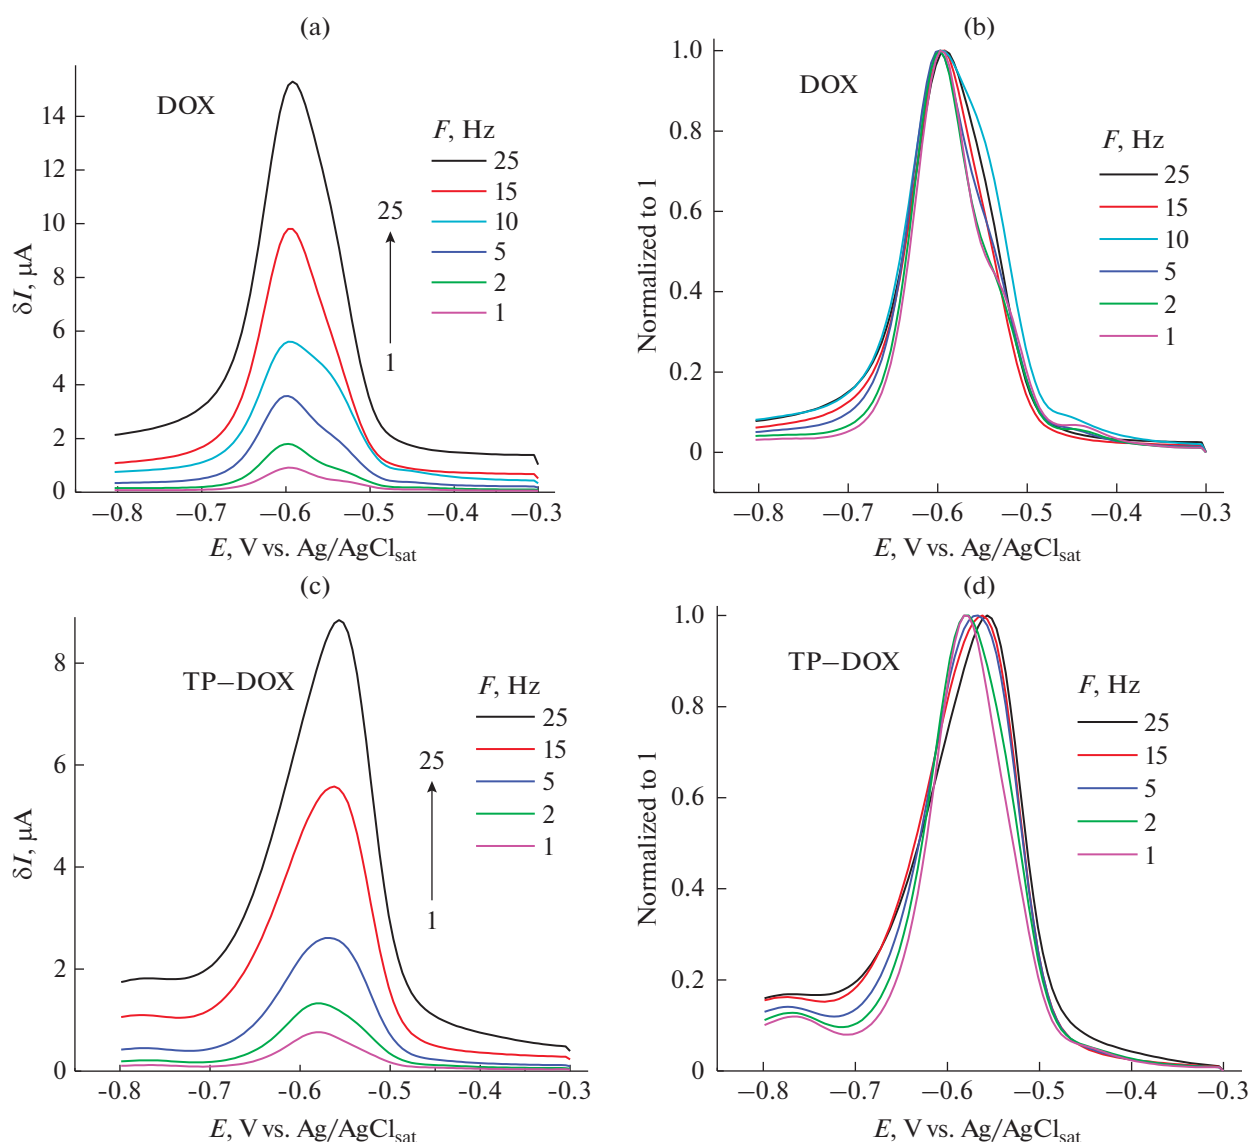 (a)
DOX
F, Hz
25
15
10
5
2
1
25
1
δI, μA
14
12
10
8
6
4
2
0
−0.8 −0.7 −0.6 −0.5 −0.4 −0.3
E, V vs. Ag/AgClsat
(b)
DOX
F, Hz
25
15
10
5
2
1
Normalized to 1
1.0
0.8
0.6
0.4
0.2
0
−0.8 −0.7 −0.6 −0.5 −0.4 −0.3
E, V vs. Ag/AgClsat
(c)
TP−DOX
F, Hz
25
15
5
2
1
25
1
δI, μA
8
6
4
2
0
-0.8 -0.7 -0.6 -0.5 -0.4 -0.3
E, V vs. Ag/AgClsat
(d)
TP−DOX
F, Hz
25
15
5
2
1
Normalized to 1
1.0
0.8
0.6
0.4
0.2
0
−0.8 −0.7 −0.6 −0.5 −0.4 −0.3
E, V vs. Ag/AgClsat